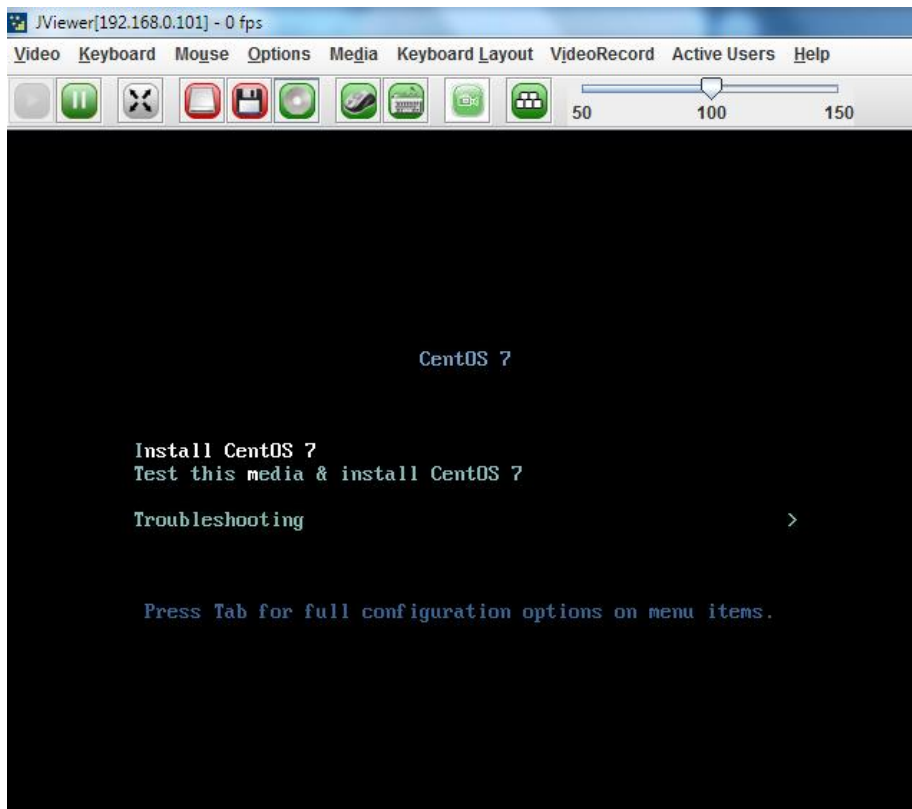 JViewer[192.168.0.101] - 0 fps
Video Keyboard Mouse Options Media Keyboard Layout VideoRecord Active Users Help
50 100 150
CentOS 7
Install CentOS 7
Test this media & install CentOS 7
Troubleshooting >
Press Tab for full configuration options on menu items.